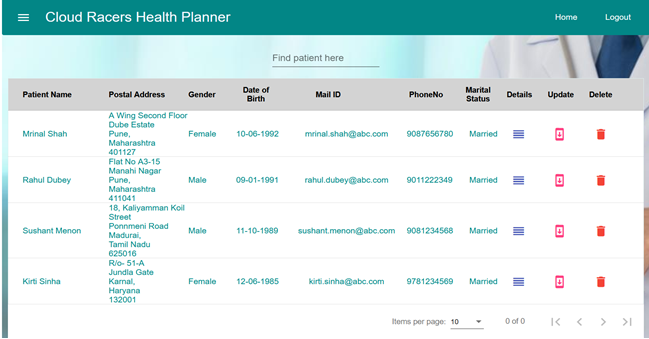 Cloud Racers Health Planner
Home
Logout
Find patient here
Patient Name Postal Address Gender Date of Birth Mail ID PhoneNo Marital Status Details Update Delete
A Wing Second Floor
Dube Estate
Mrinal Shah Pune, Female 10-06-1992 mrinal.shah@abc.com 9087656780 Married
Maharashtra
401127
Flat No A3-15
Manahi Nagar
Rahul Dubey Pune, Male 09-01-1991 rahul.dubey@abc.com 9011222349 Married
Maharashtra
411041
18, Kaliyamman Koil
Street
Sushant Menon Ponnmeni Road Male 11-10-1989 sushant.menon@abc.com 9081234568 Married
Madurai,
Tamil Nadu
625016
R/o- 51-A
Jundla Gate
Kirti Sinha Karnal, Female 12-06-1985 kirti.sinha@abc.com 9781234569 Married
Haryana
132001
Items per page: 10 0 of 0